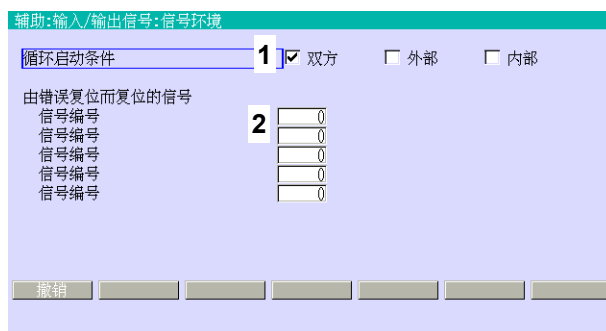 辅助:输入/输出信号:信号环境
循环启动条件 1 双方 外部 内部
由错误复位而复位的信号
信号编号 2 0
信号编号 0
信号编号 0
信号编号 0
信号编号 0
撤销